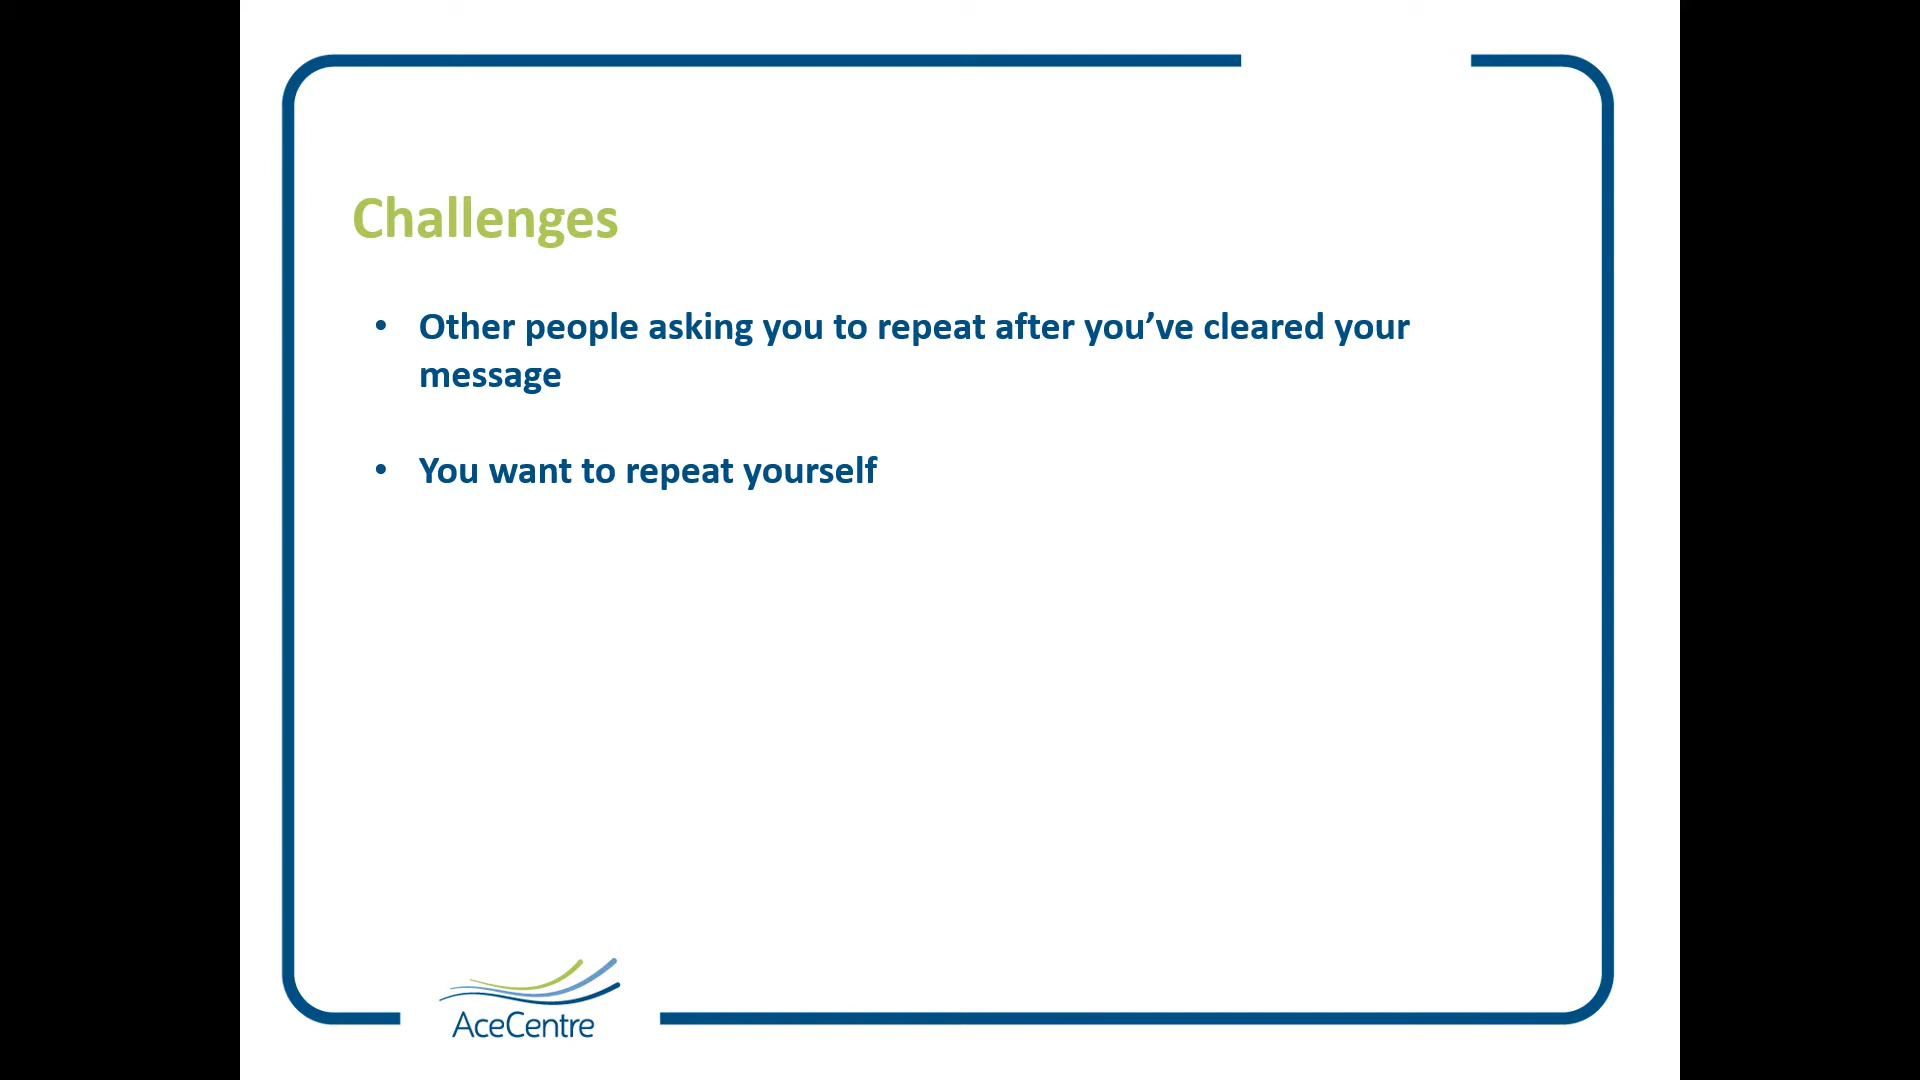 Challenges
• Other people asking you to repeat after you’ve cleared your
message
• You want to repeat yourself
AceCentre